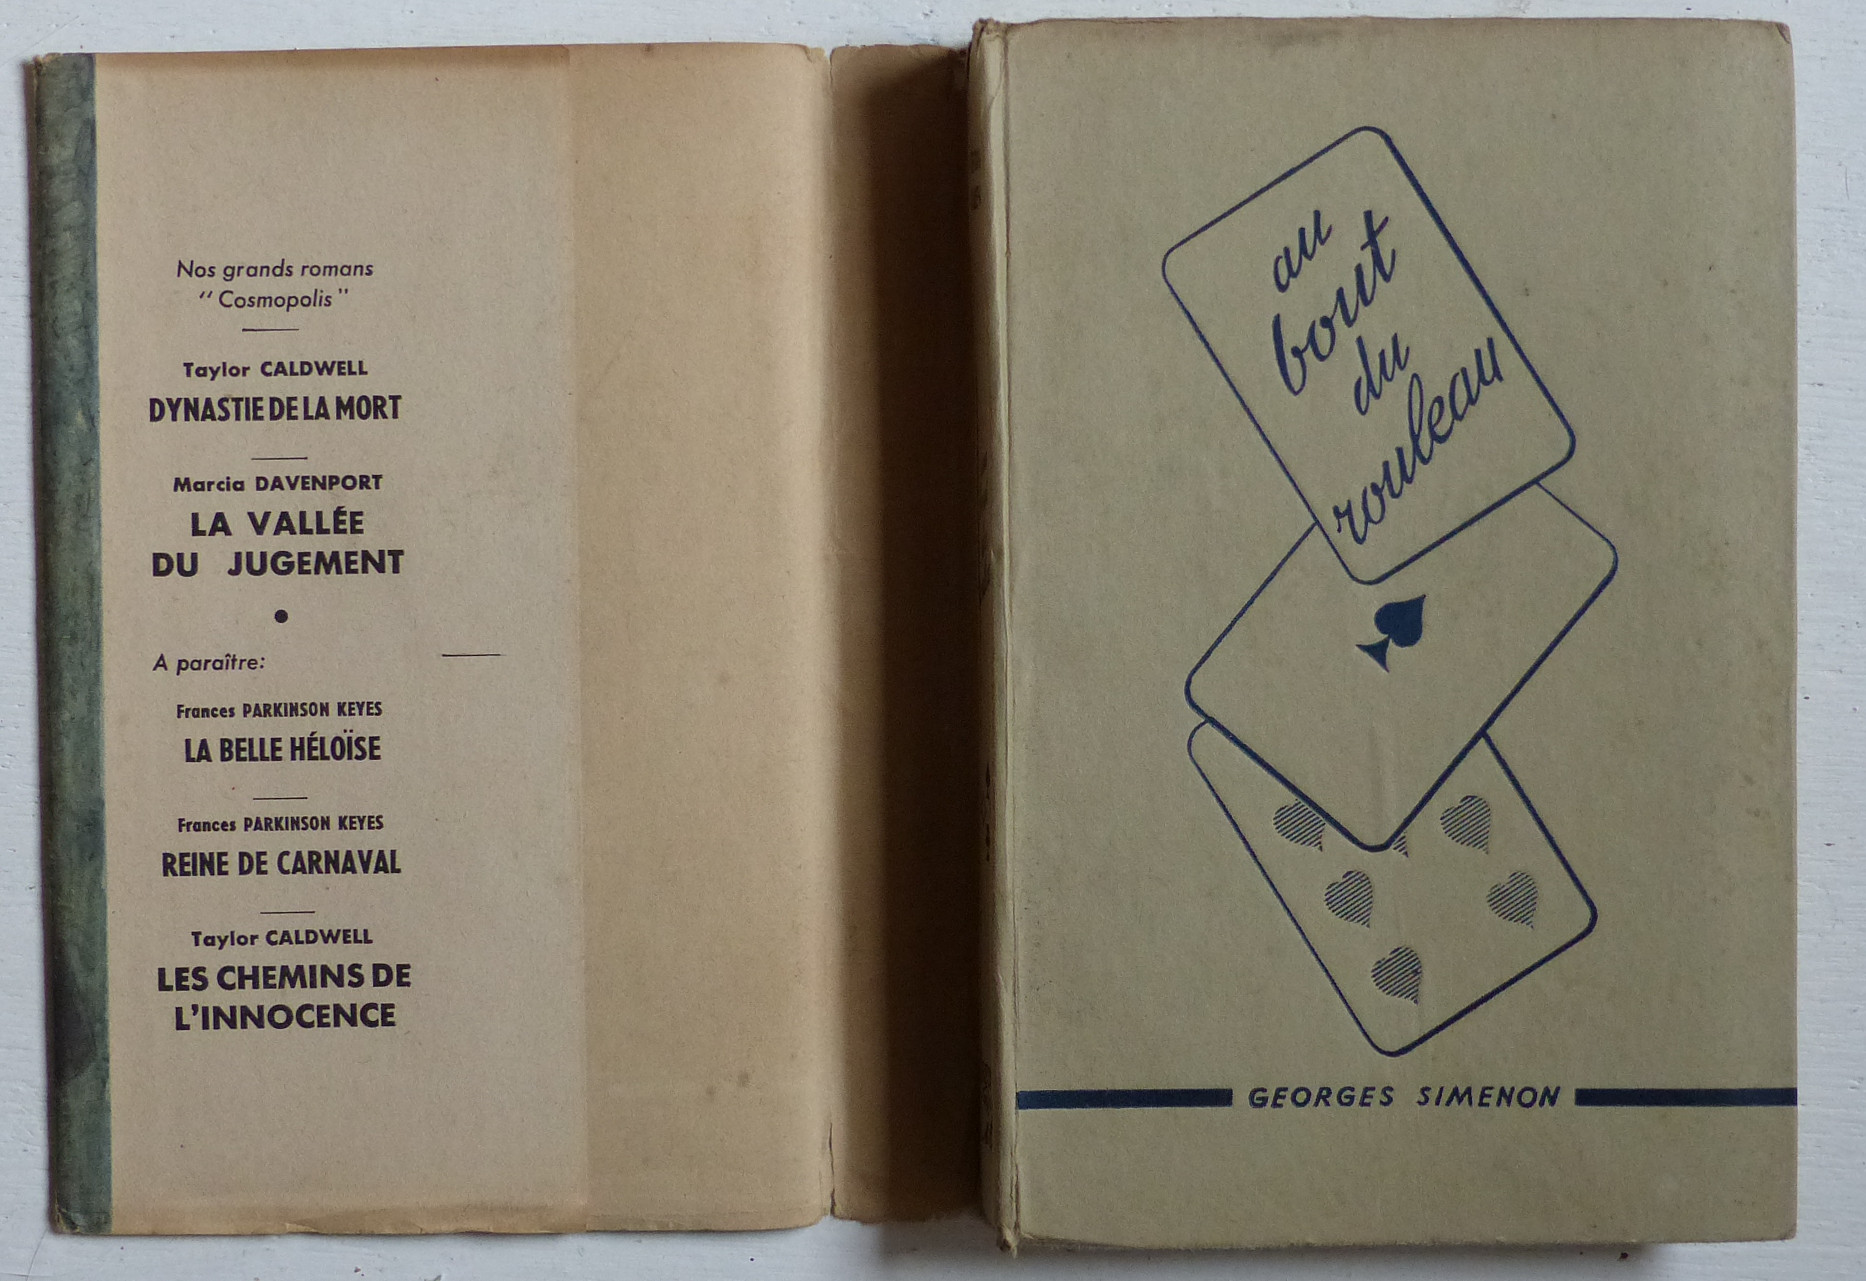 Nos grands romans
"Cosmopolis"
Taylor CALDWELL
DYNASTIE DE LA MORT
Marcia DAVENPORT
LA VALLÉE
DU JUGEMENT
A paraître:
Frances PARKINSON KEYES
LA BELLE HÉLOÏSE
Frances PARKINSON KEYES
REINE DE CARNAVAL
Taylor CALDWELL
LES CHEMINS DE
L'INNOCENCE
au
bout
du
rouleau
GEORGES SIMENON